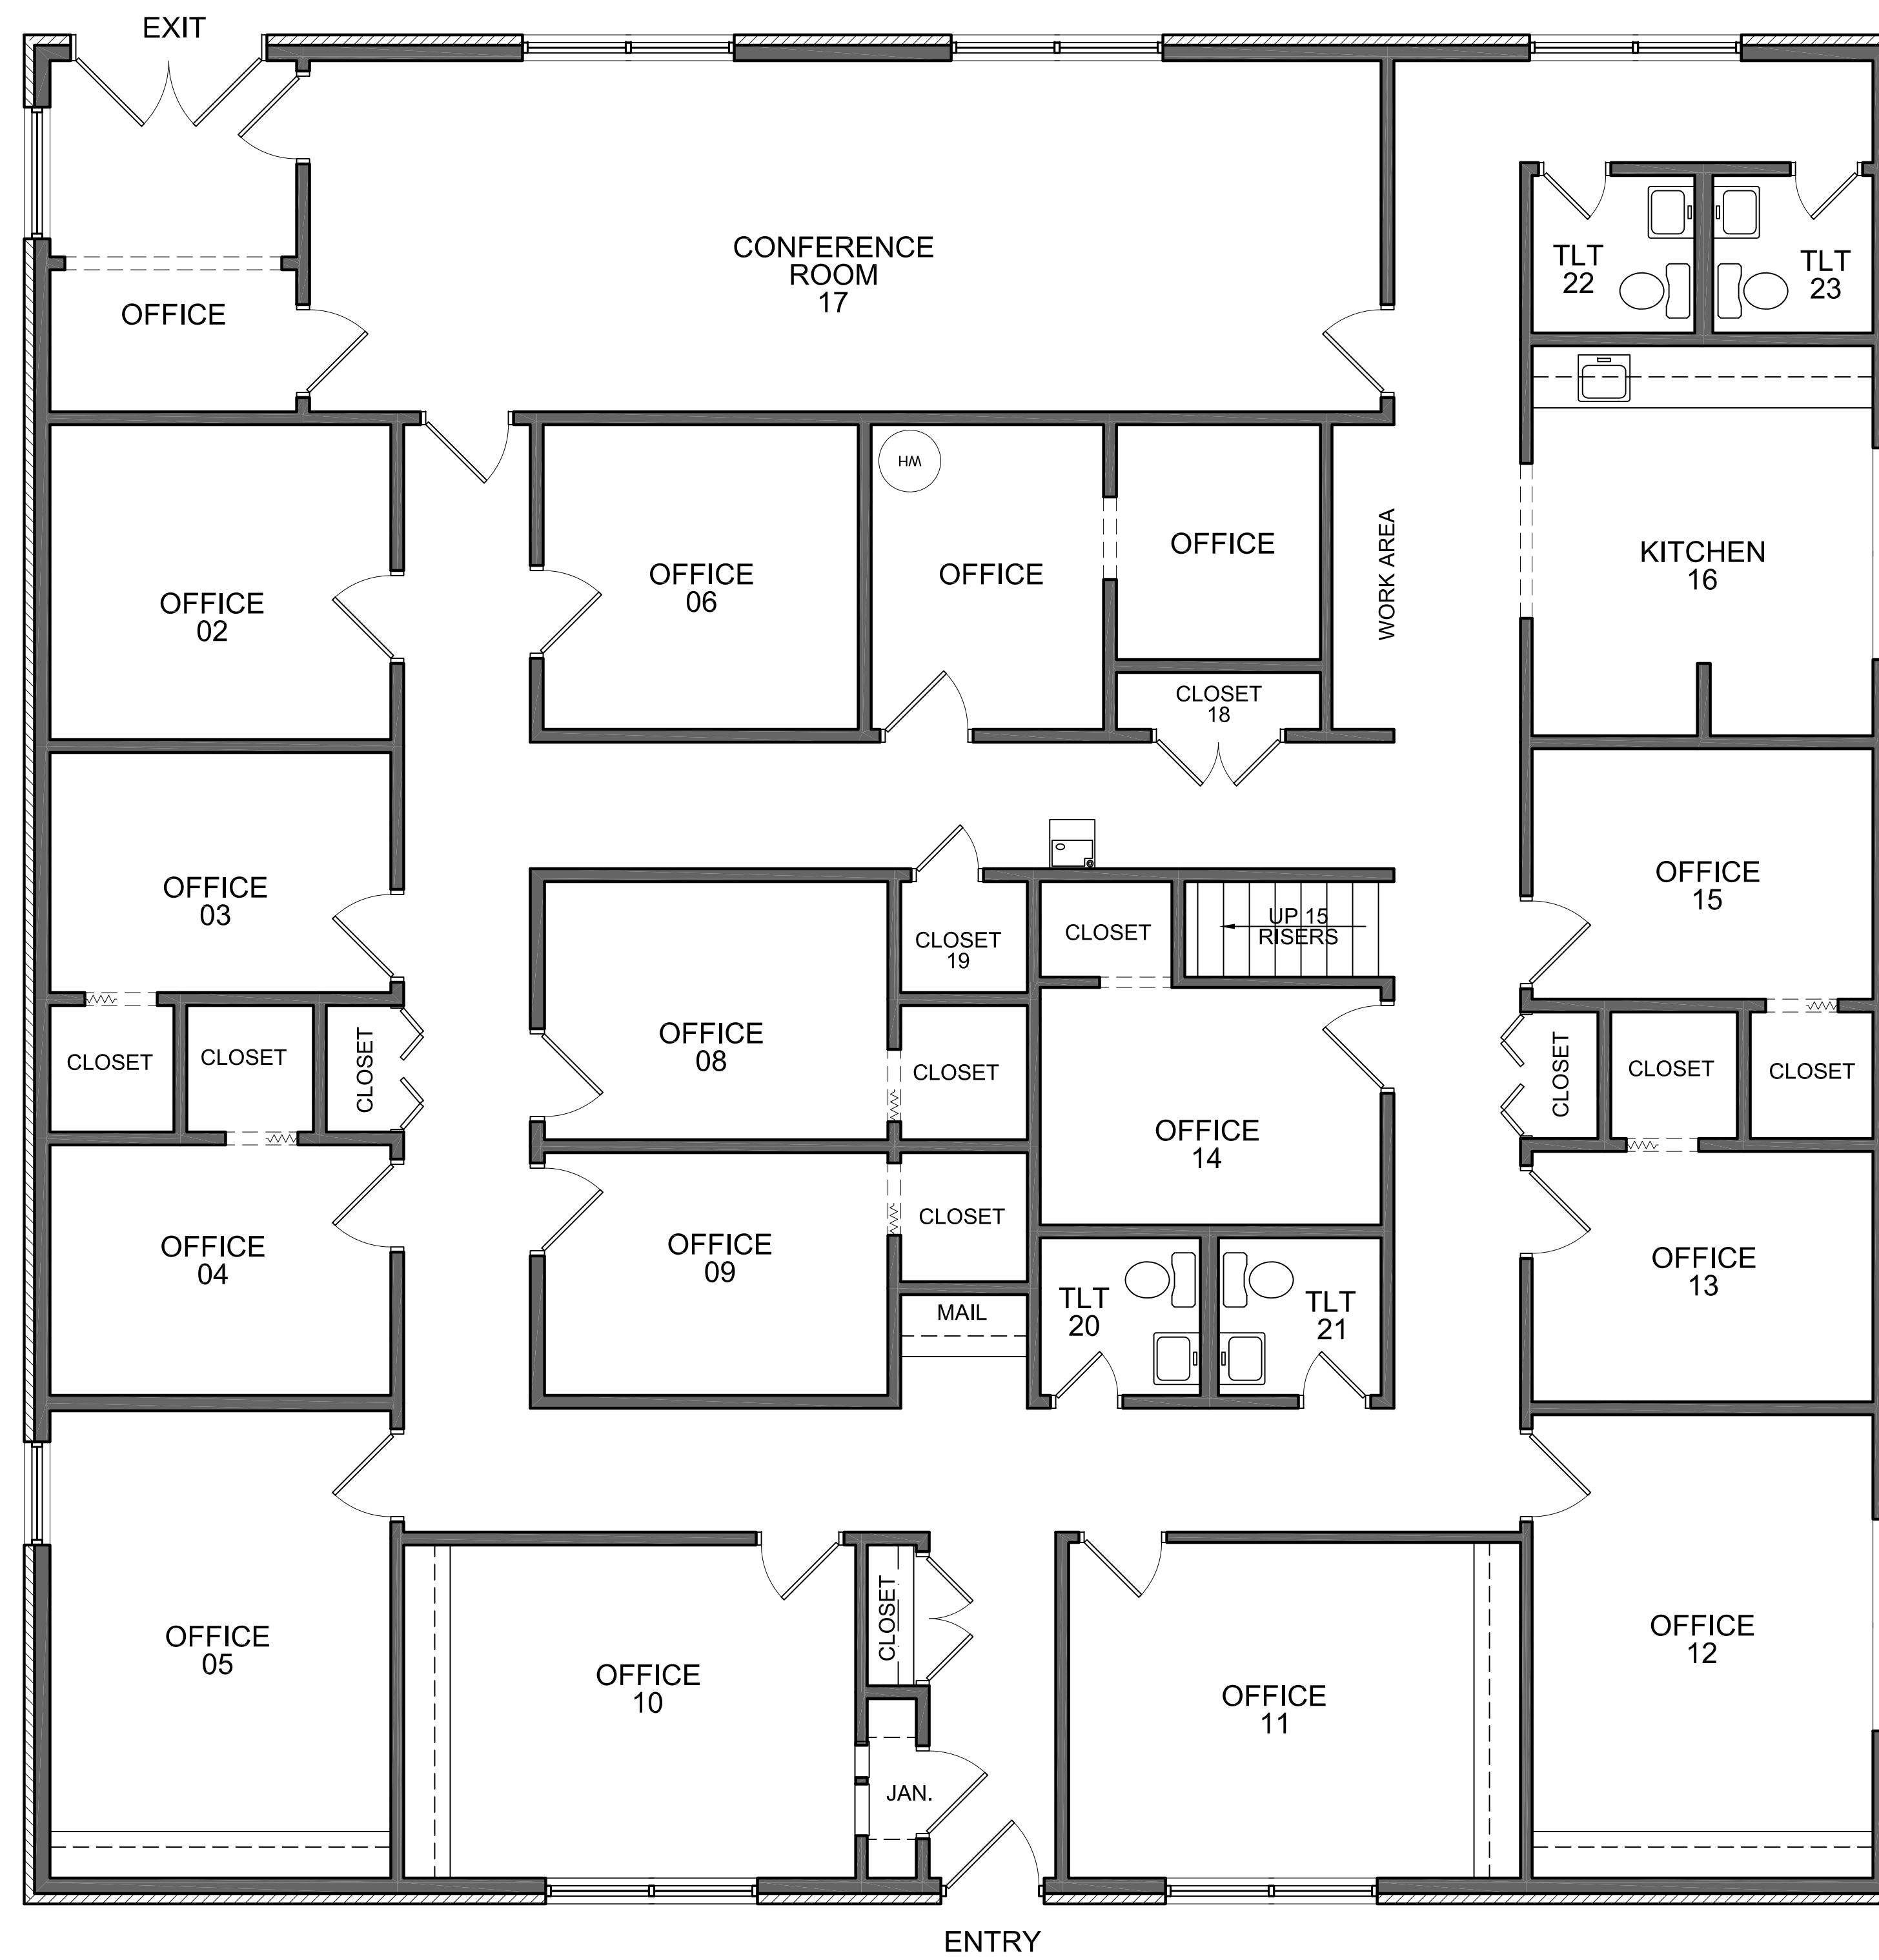 EXIT
CONFERENCE
ROOM
17
TLT
22
TLT
23
OFFICE
WH
OFFICE
02
OFFICE
06
OFFICE
OFFICE
WORK AREA
KITCHEN
16
CLOSET
18
OFFICE
03
CLOSET
19
CLOSET
UP 15
RISERS
OFFICE
15
CLOSET
CLOSET
CLOSET
OFFICE
08
CLOSET
OFFICE
14
CLOSET
CLOSET
CLOSET
OFFICE
04
OFFICE
09
CLOSET
MAIL
TLT
20
TLT
21
OFFICE
13
OFFICE
05
OFFICE
10
CLOSET
JAN.
OFFICE
11
OFFICE
12
ENTRY